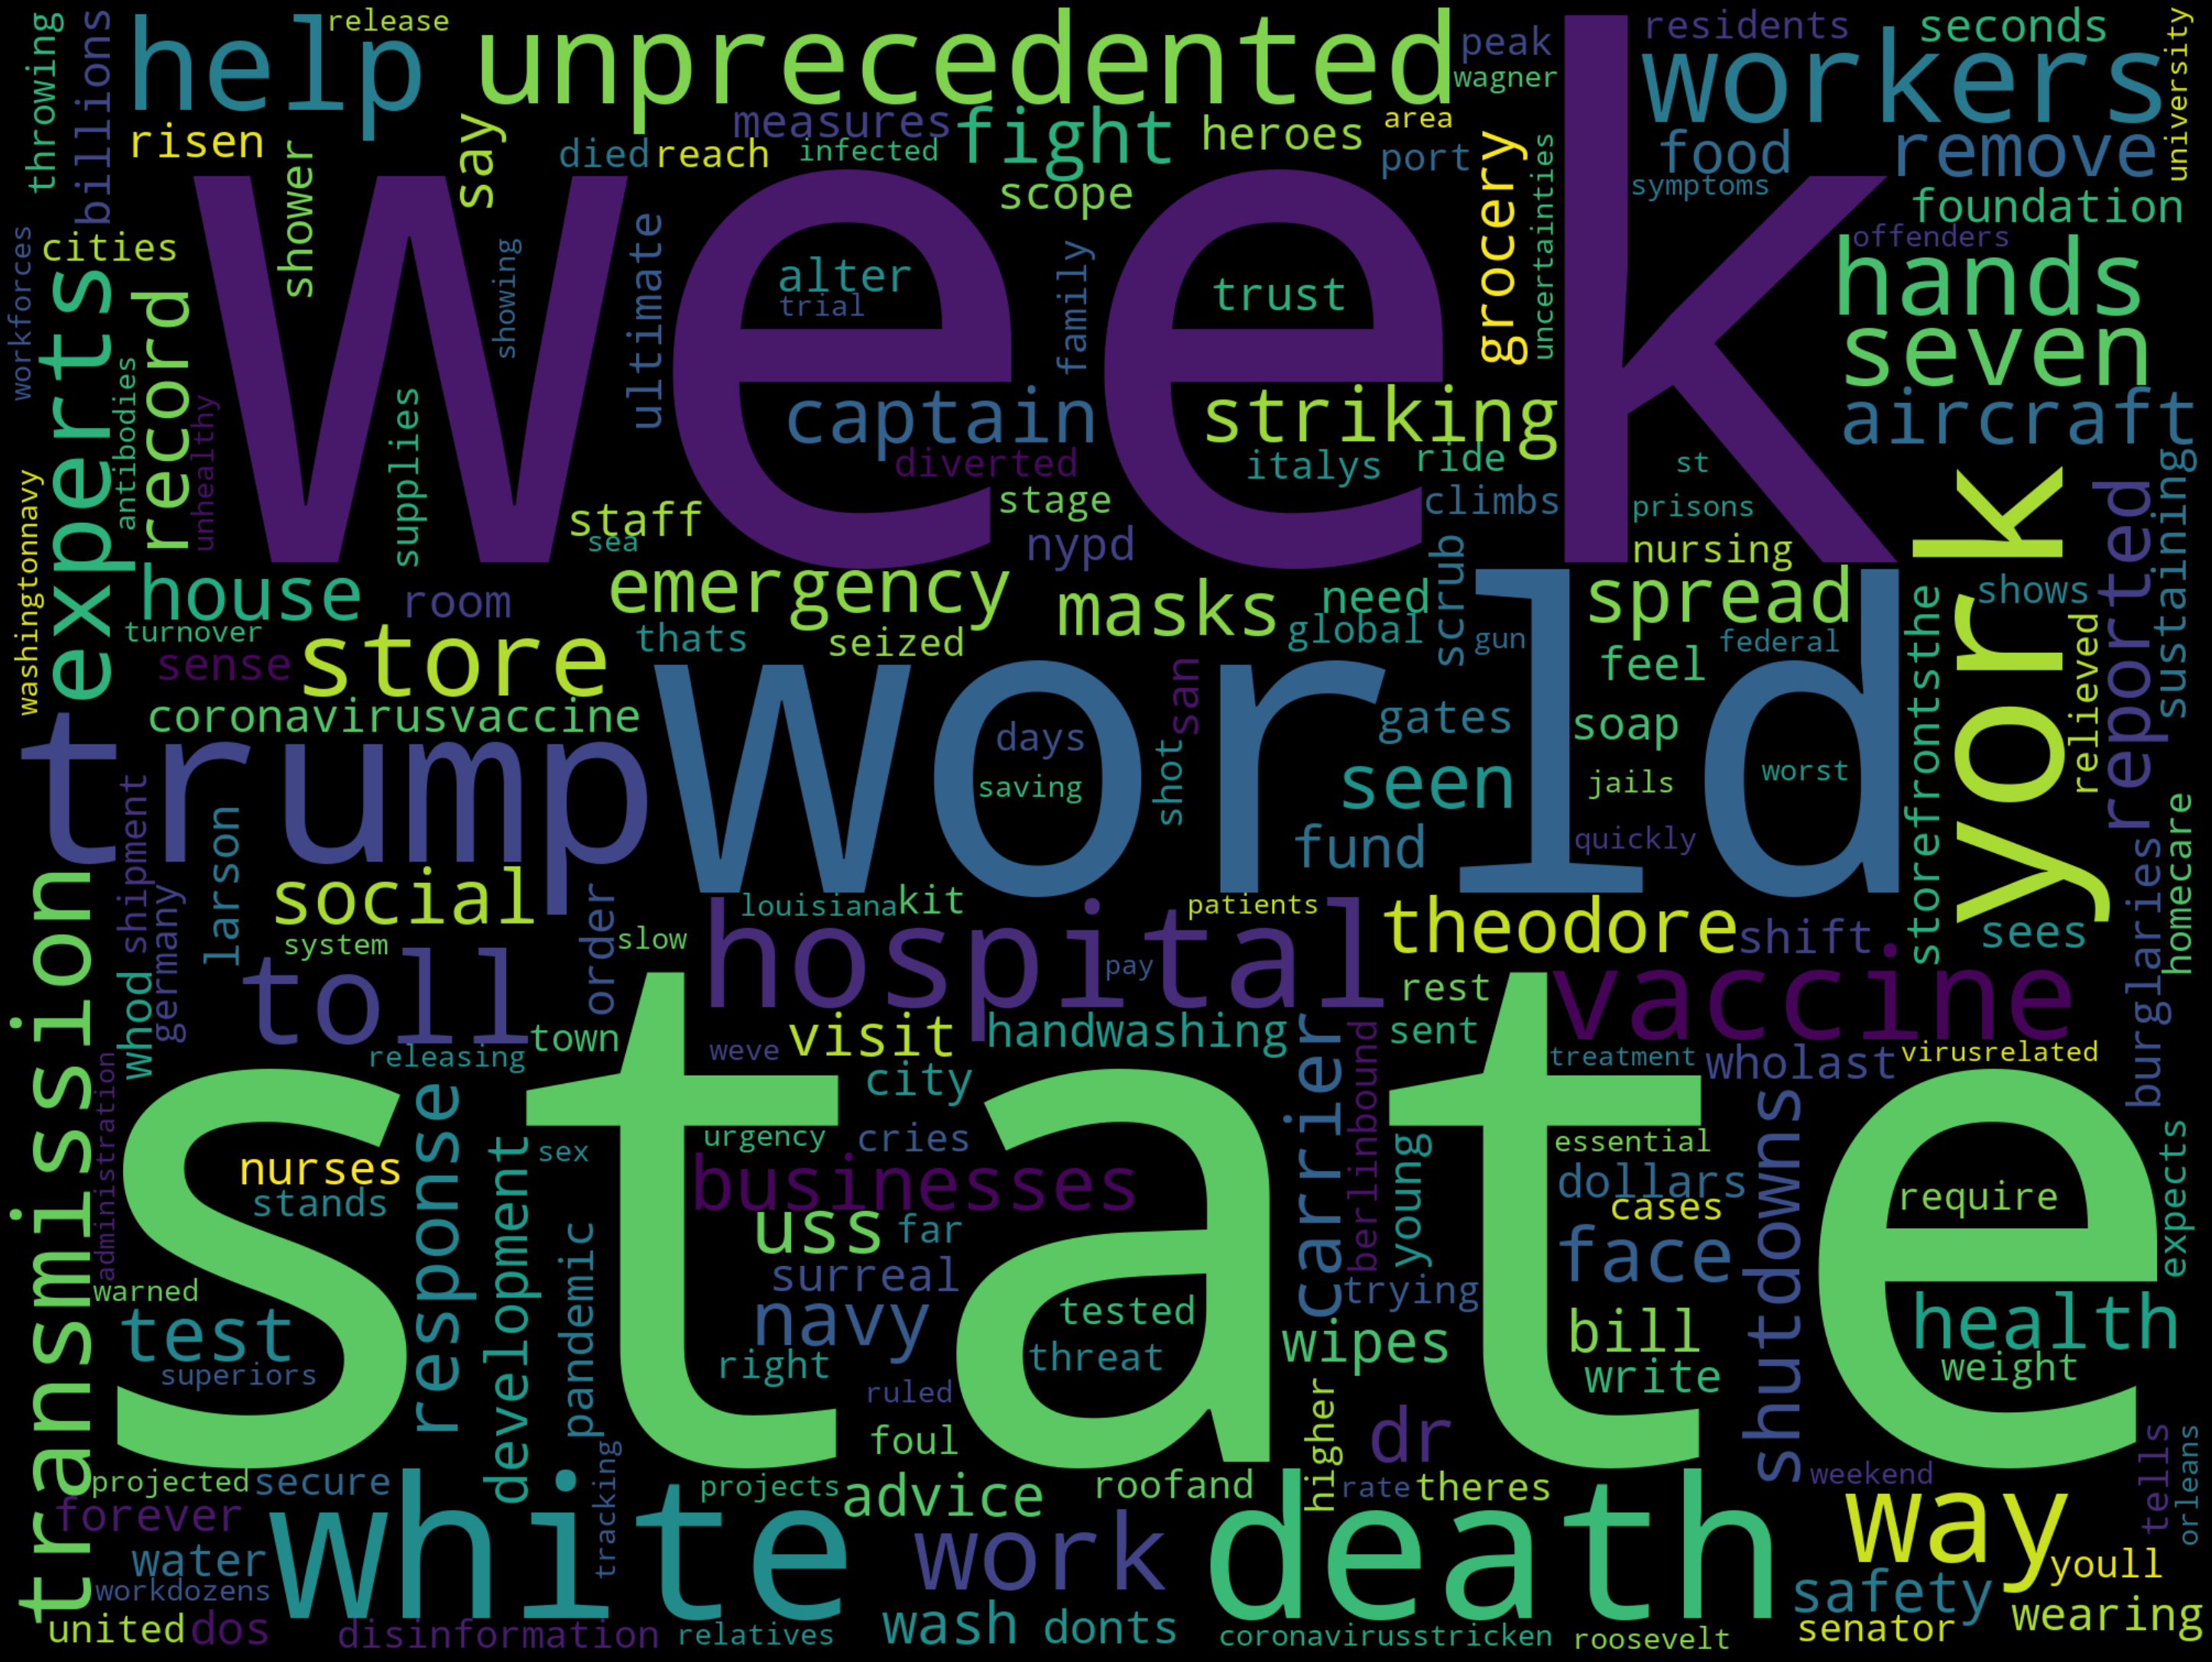 throwing
billions
help
release
unprecedented
peak
wagner
residents
seconds
workers
university
risen
shower
say
measures
died
reach
infected
fight
heroes
area
port
scope
grocery
uncertainties
food
remove
symptoms
foundation
offenders
workforces
cities
experts
record
week
showing
ultimate
alter
trial
family
trust
hands
seven
aircraft
antibodies
unhealthy
supplies
captain
diverted
striking
italys
ride
climbs
st
prisons
york
reported
sustaining
washingtonnavy
staff
sea
stage
nypd
nursing
house
room
emergency
masks
need
global
scrub
gun
spread
shows
turnover
sense
store
thats
seized
feel
federal
storefrontsthe
relieved
coronavirusvaccine
trump
world
days
saving
shot
san
gates
seen
soap
jails
worst
fund
quickly
burglaries
homecare
transmission
shipment
whod
germany
larson
social
system
toll
order
slow
louisiana
kit
hospital
pay
patients
theodore
shift
sees
vaccine
rest
sent
releasing
town
weve
visit
handwashing
city
carrier
berlinbound
treatment
wholast
virusrelated
administration
state
nurses
stands
response
development
sex
urgency
cries
businesses
young
essential
dollars
cases
shutdowns
require
expects
uss
far
pandemic
surreal
navy
tested
threat
trying
face
warned
test
superiors
right
ruled
wipes
bill
write
health
weight
foul
higher
dr
projected
secure
tracking
projects
advice
roofand
rate
theres
weekend
tells
orleans
forever
white
work
death
way
water
workdozens
youll
safety
united
dos
disinformation
relatives
wash
donts
coronavirusstricken
roosevelt
senator
wearing